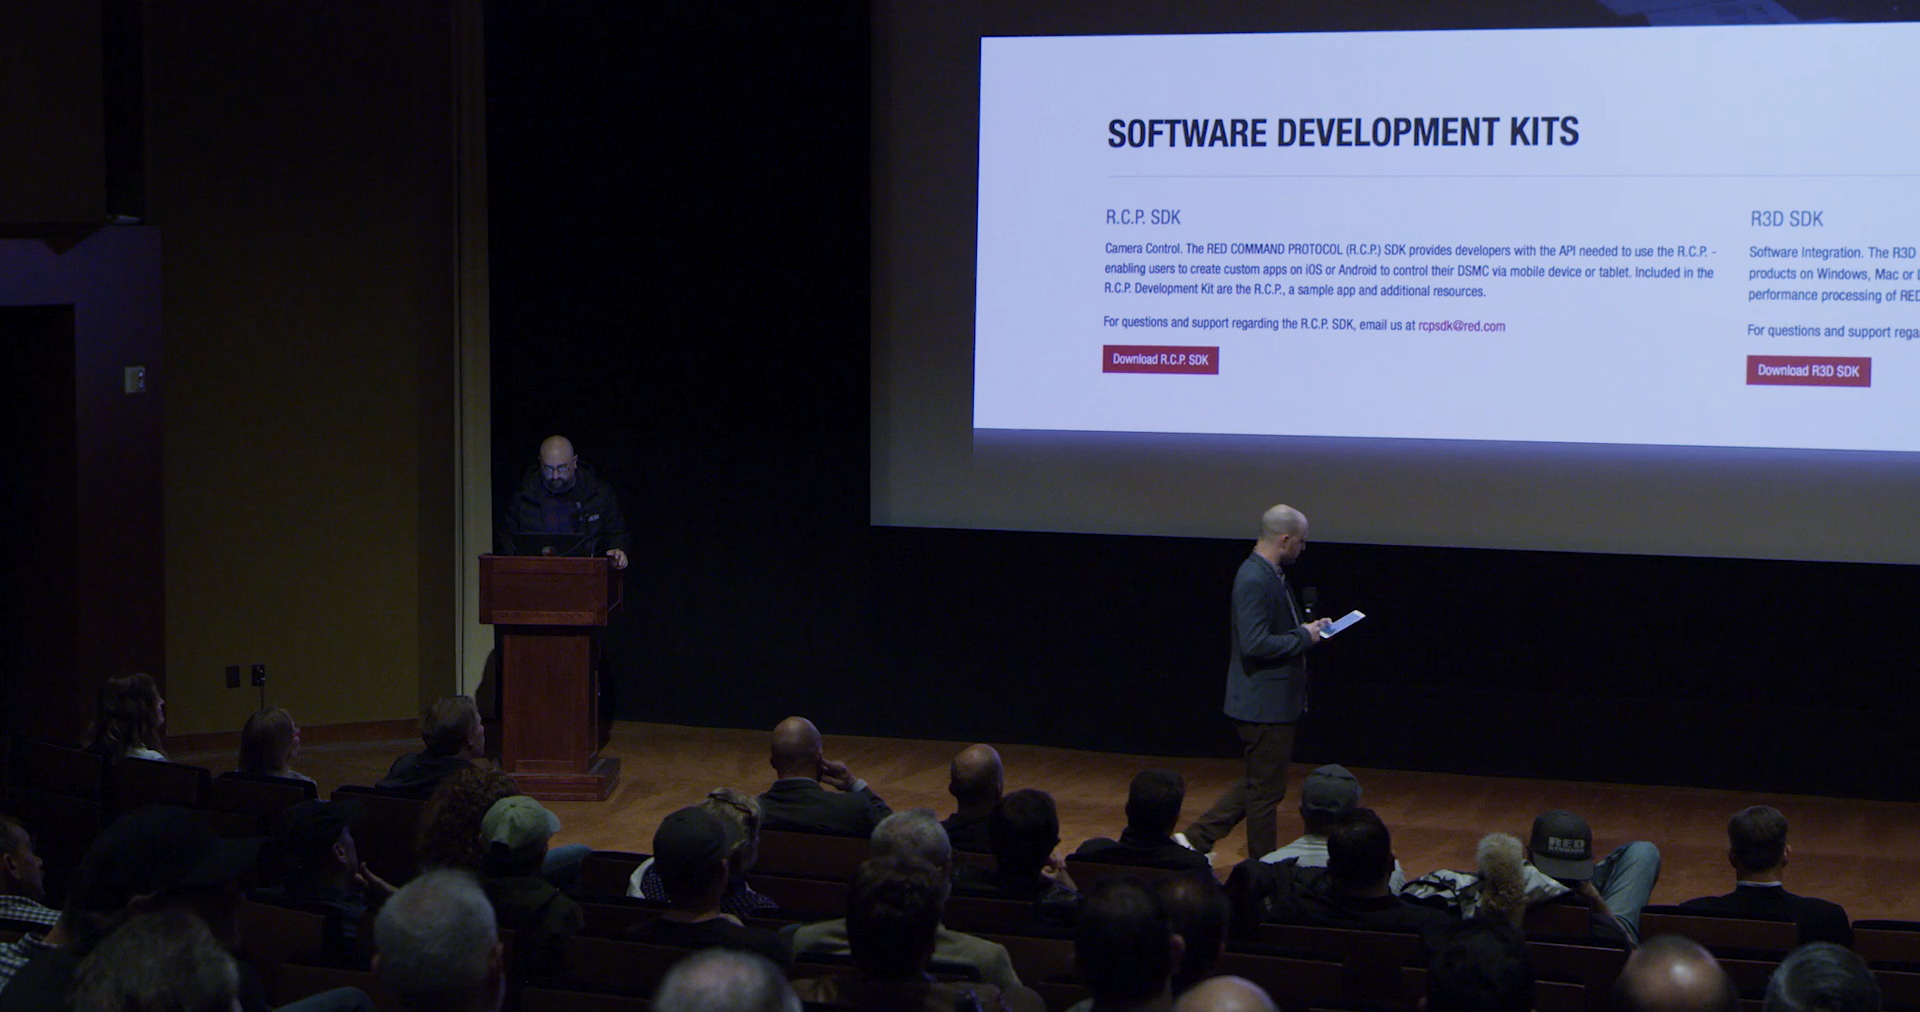 SOFTWARE DEVELOPMENT KITS
R.C.P. SDK
Camera Control. The RED COMMAND PROTOCOL (R.C.P.) SDK provides developers with the API needed to use the R.C.P. -
enabling users to create custom apps on iOS or Android to control their DSMC via mobile device or tablet. Included in the
R.C.P. Development Kit are the R.C.P., a sample app and additional resources.
For questions and support regarding the R.C.P. SDK, email us at rcpsdk@red.com
Download R.C.P. SDK
R3D SDK
Software Integration. The R3D
products on Windows, Mac or
performance processing of RED
For questions and support
Download R3D SDK
RED